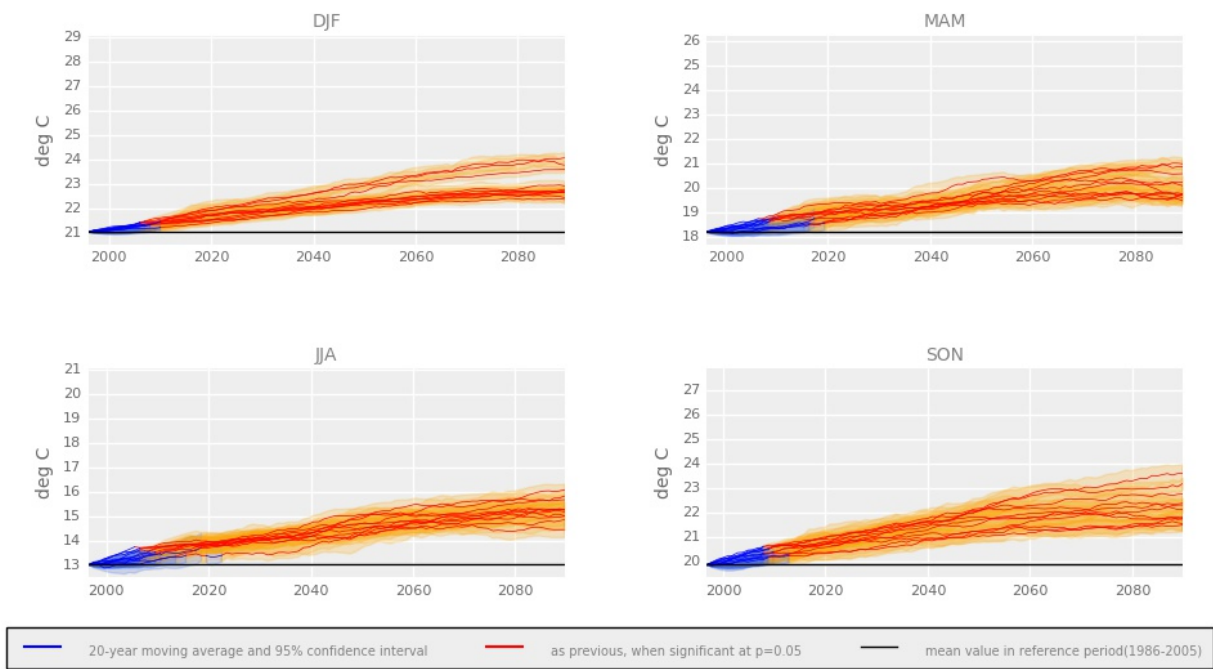 DJF
29
28
27
26
25
24
23
22
21
deg C
2000 2020 2040 2060 2080
MAM
26
25
24
23
22
21
20
19
18
deg C
2000 2020 2040 2060 2080
JJA
21
20
19
18
17
16
15
14
13
deg C
2000 2020 2040 2060 2080
SON
27
26
25
24
23
22
21
20
deg C
2000 2020 2040 2060 2080
20-year moving average and 95% confidence interval as previous, when significant at p=0.05 mean value in reference period(1986-2005)